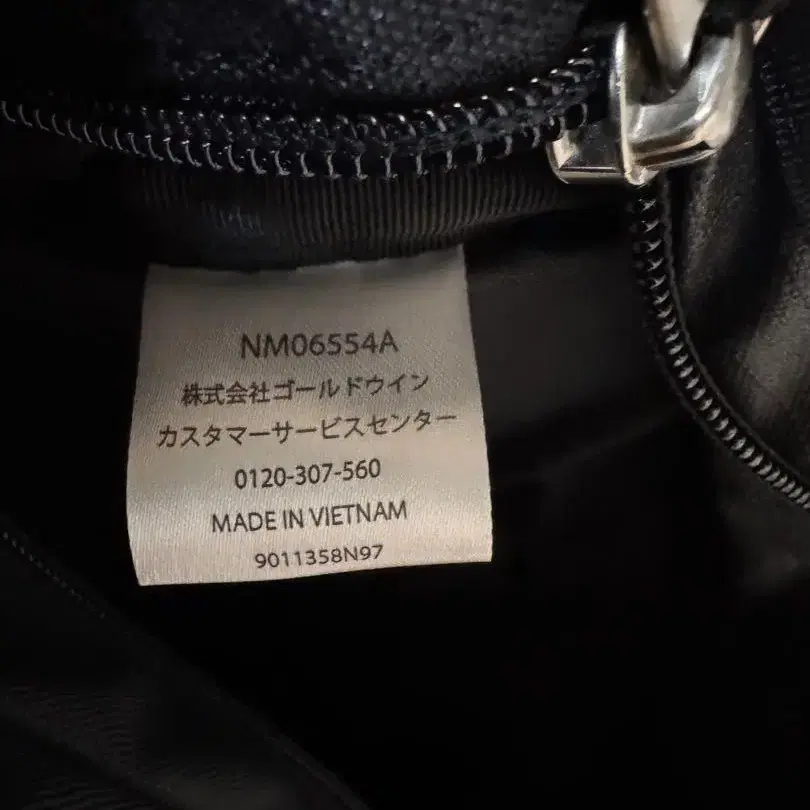 NM06554A
株式会社ゴールドウイン
カスタマーサービスセンター
0120-307-560
MADE IN VIETNAM
9011358N97